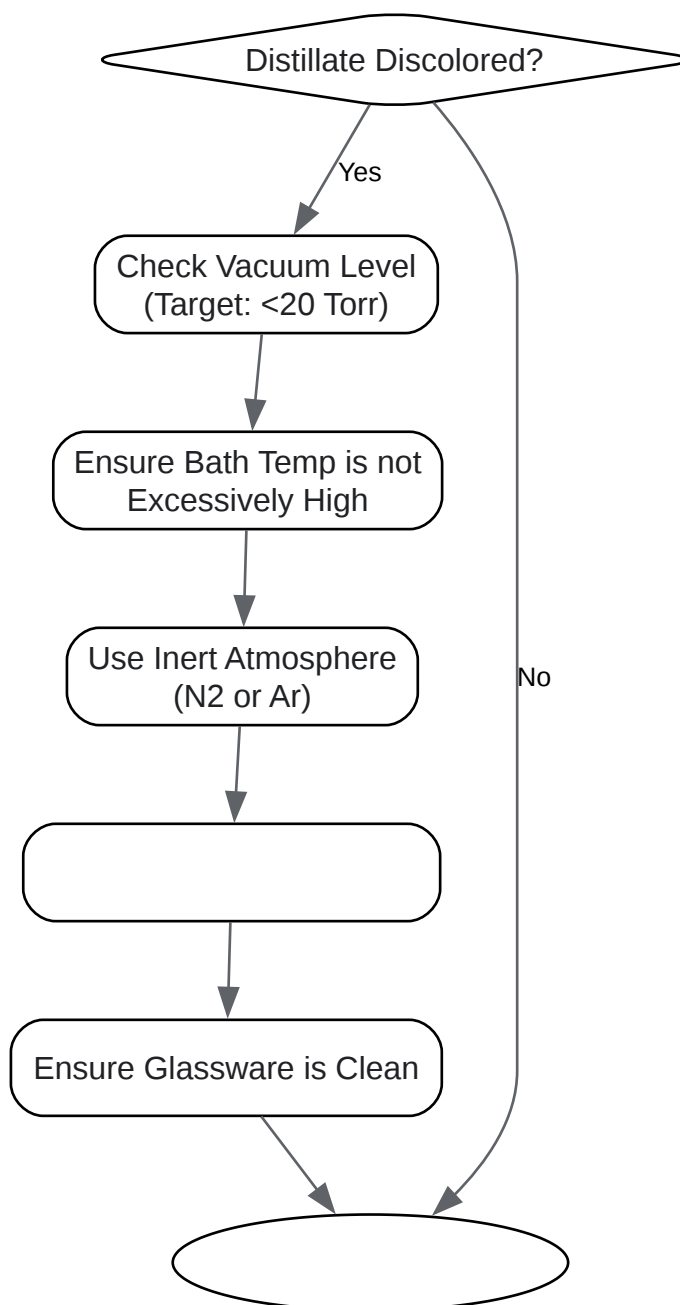 Distillate Discolored?
Yes
Check Vacuum Level
(Target: <20 Torr)
Ensure Bath Temp is not
Excessively High
Use Inert Atmosphere
(N2 or Ar)
No
Ensure Glassware is Clean